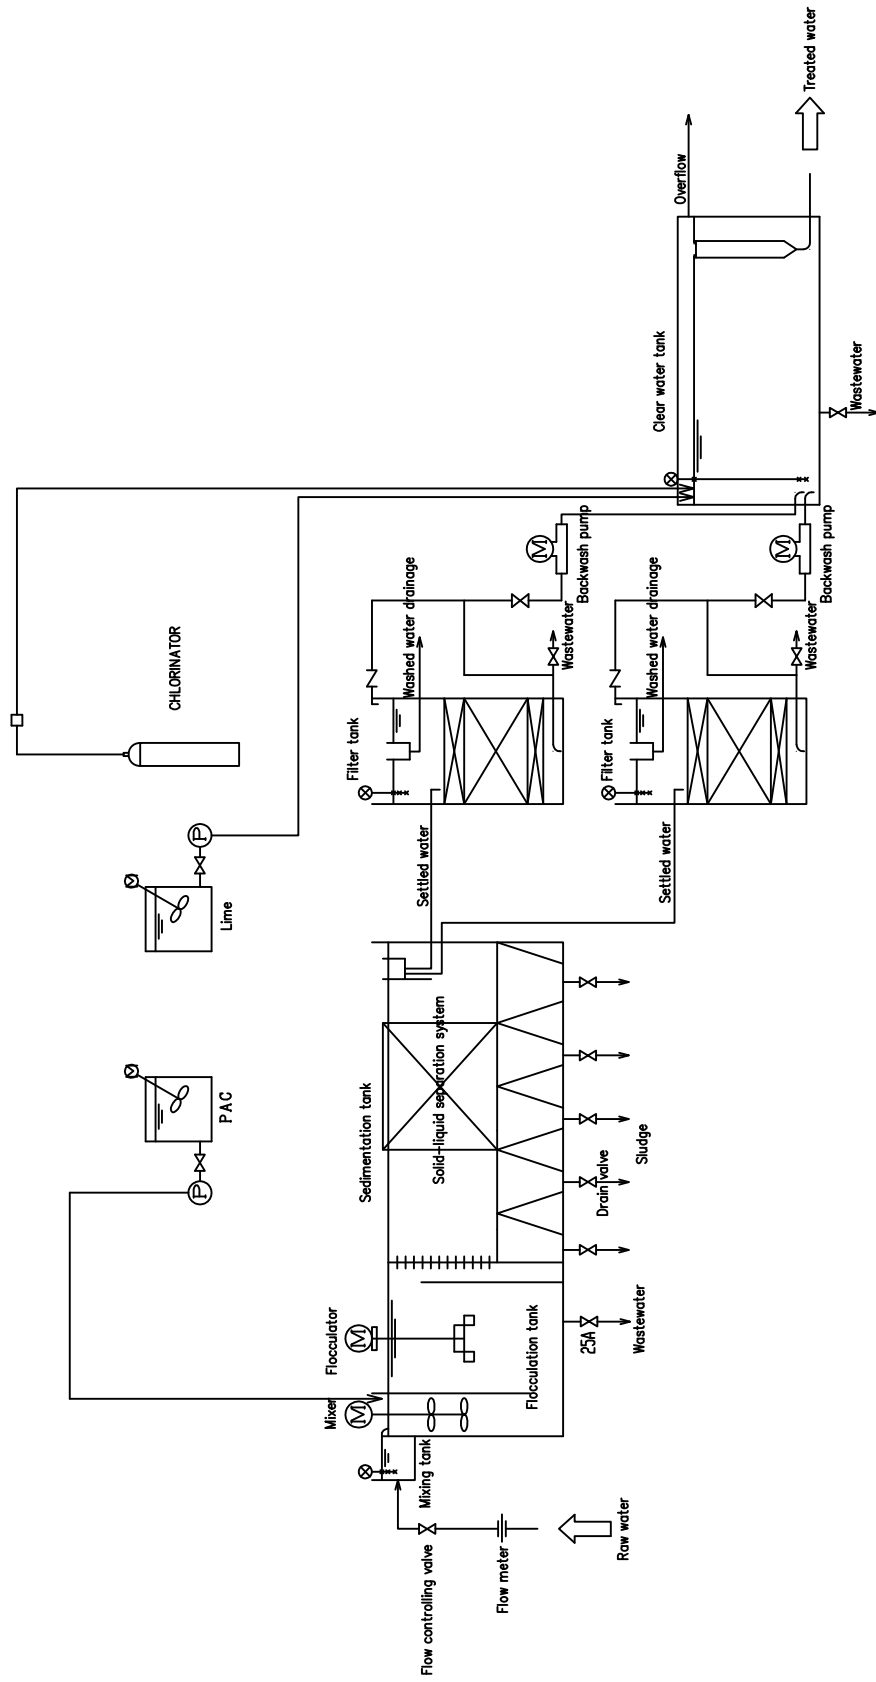 CHLORINATOR
P
P
PAC
Lime
Mixer
Flocculator
M
M
Filter tank
Sedimentation tank
Washed water drainage
Settled water
Mixing tank
Flow controlling valve
Solid-liquid separation system
Flow meter
Flocculation tank
M
Wastewater
Backwash pump
25A
Drain valve
Filter tank
Raw water
Wastewater
Sludge
Washed water drainage
Clear water tank
Settled water
Overflow
M
Treated water
Wastewater
Backwash pump
Wastewater